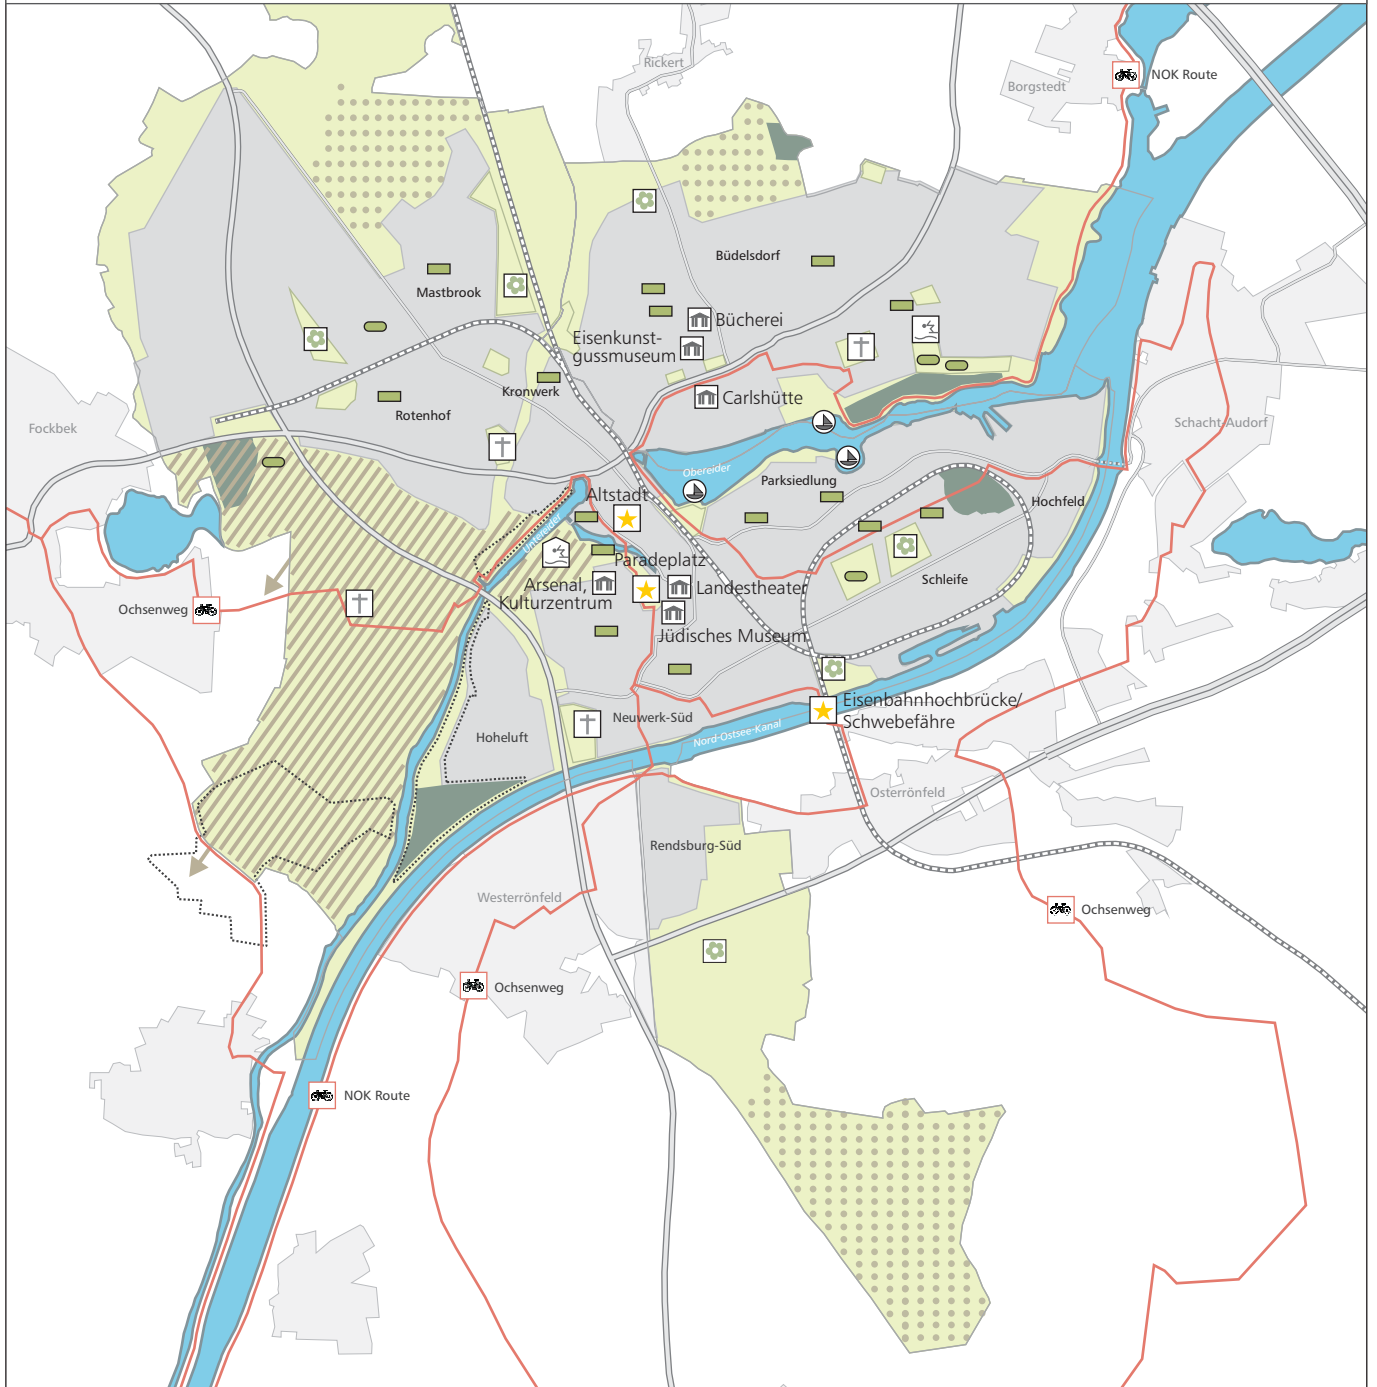 Rickert
NOK Route
Borgstedt
Büdelsdorf
Mastbrook
Bücherei
Eisenkunst-
gussmuseum
Kronwerk
Carlshütte
Rotenhof
Fockbek
Schacht-Audorf
Obereider
Parksiedlung
Altstadt
Hochfeld
Untereider
Paradeplatz
Schleife
Arsenal,
Kulturzentrum
Landestheater
Ochsenweg
Jüdisches Museum
Eisenbahnhochbrücke/
Schwebefähre
Neuwerk-Süd
Nord-Ostsee-Kanal
Hoheluft
Osterrönfeld
Rendsburg-Süd
Westerrönfeld
Ochsenweg
Ochsenweg
NOK Route